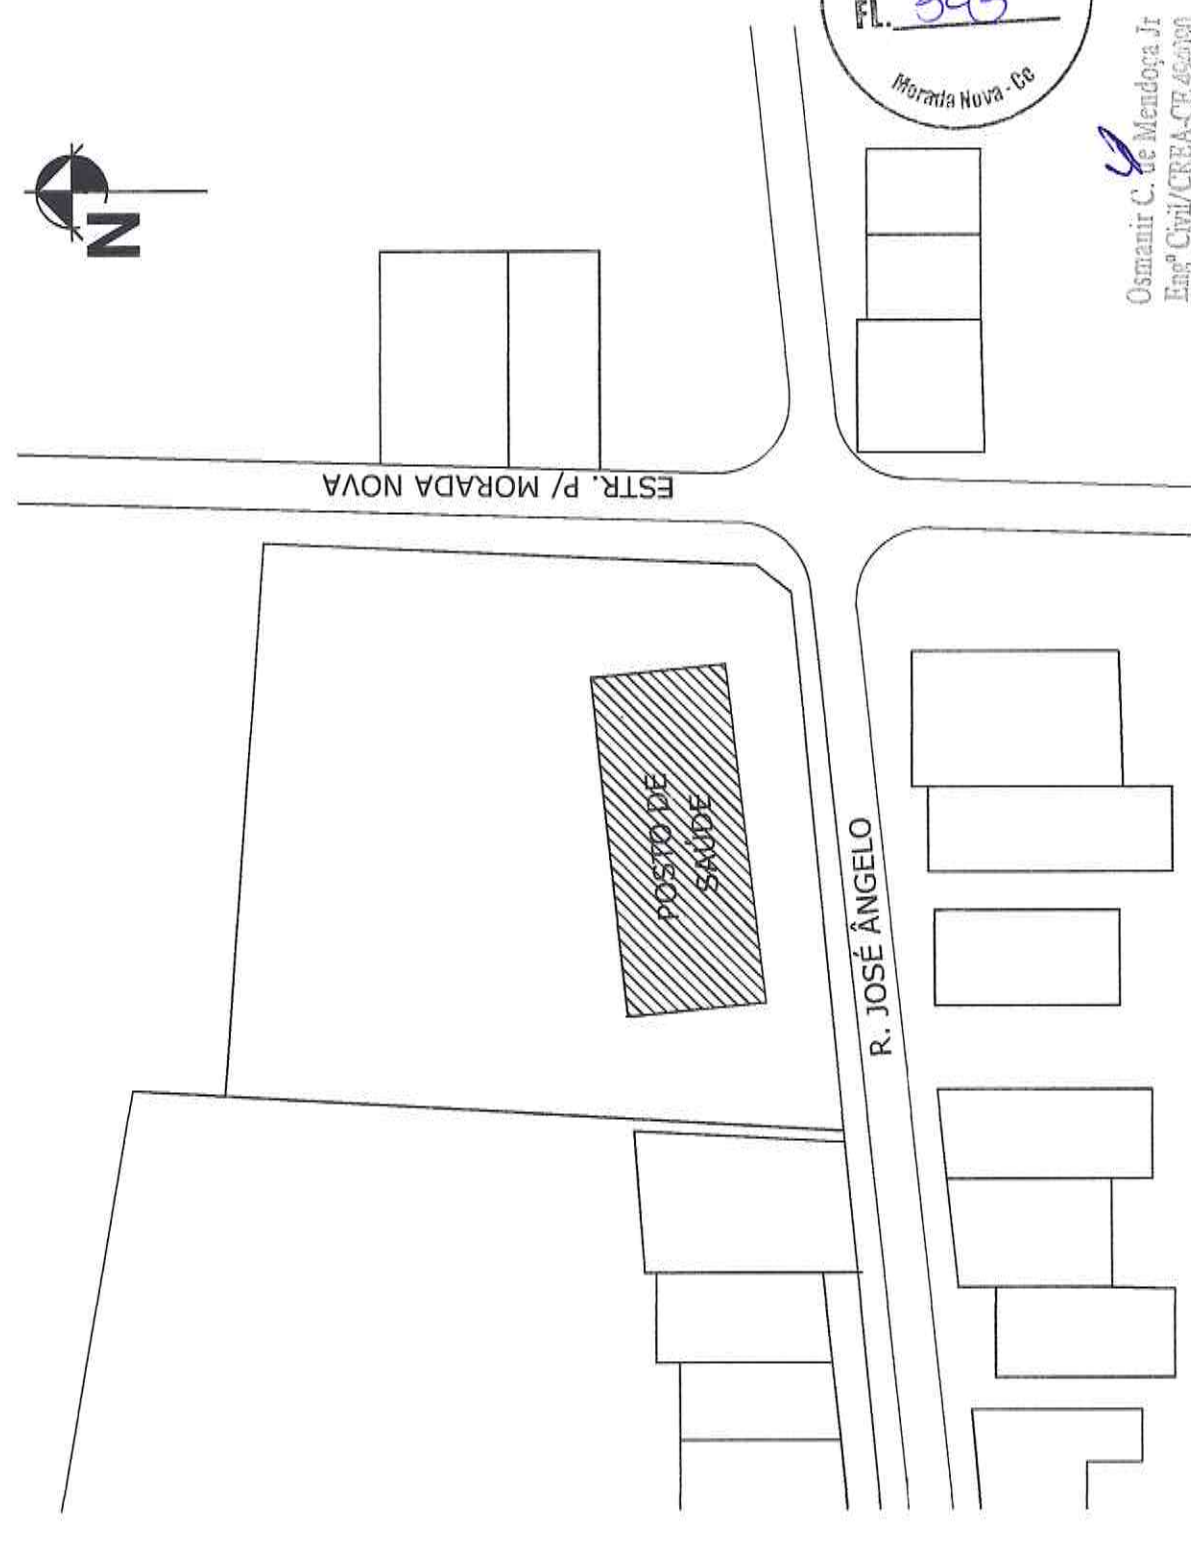 N
ESTR. P/ MORADA NOVA
POSTO DE
SAÚDE
R. JOSÉ ÂNGELO
FL. 545
Morada Nova - Ce
Osmanir C. de Mendoça Jr
Engº Civil/CREA-CE